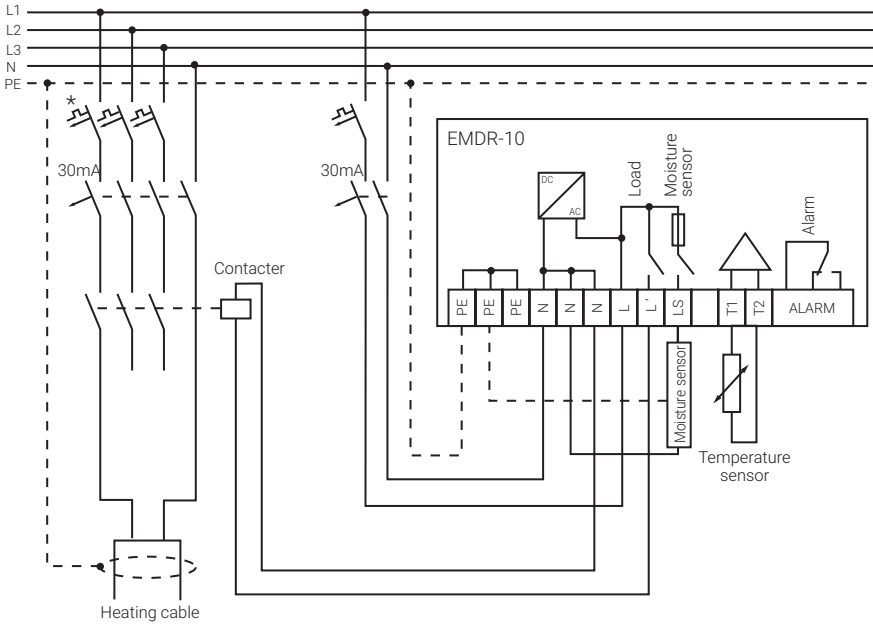 L1
L2
L3
N
PE
*
30mA
30mA
EMDR-10
DC
AC
Load
Moisture
sensor
Alarm
Contacter
PE
PE
PE
N
N
N
L
L'
LS
T1
T2
ALARM
Moisture sensor
Temperature
sensor
Heating cable